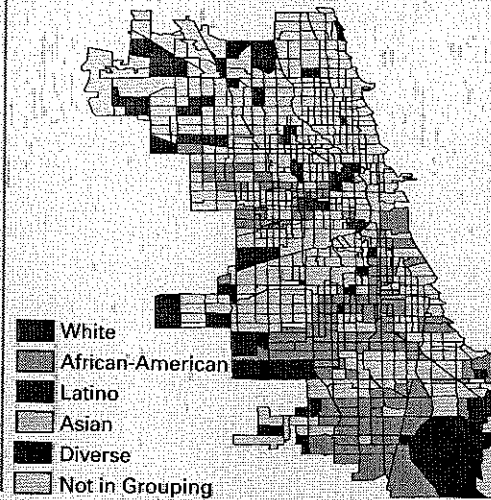 White
African-American
Latino
Asian
Diverse
Not in Grouping